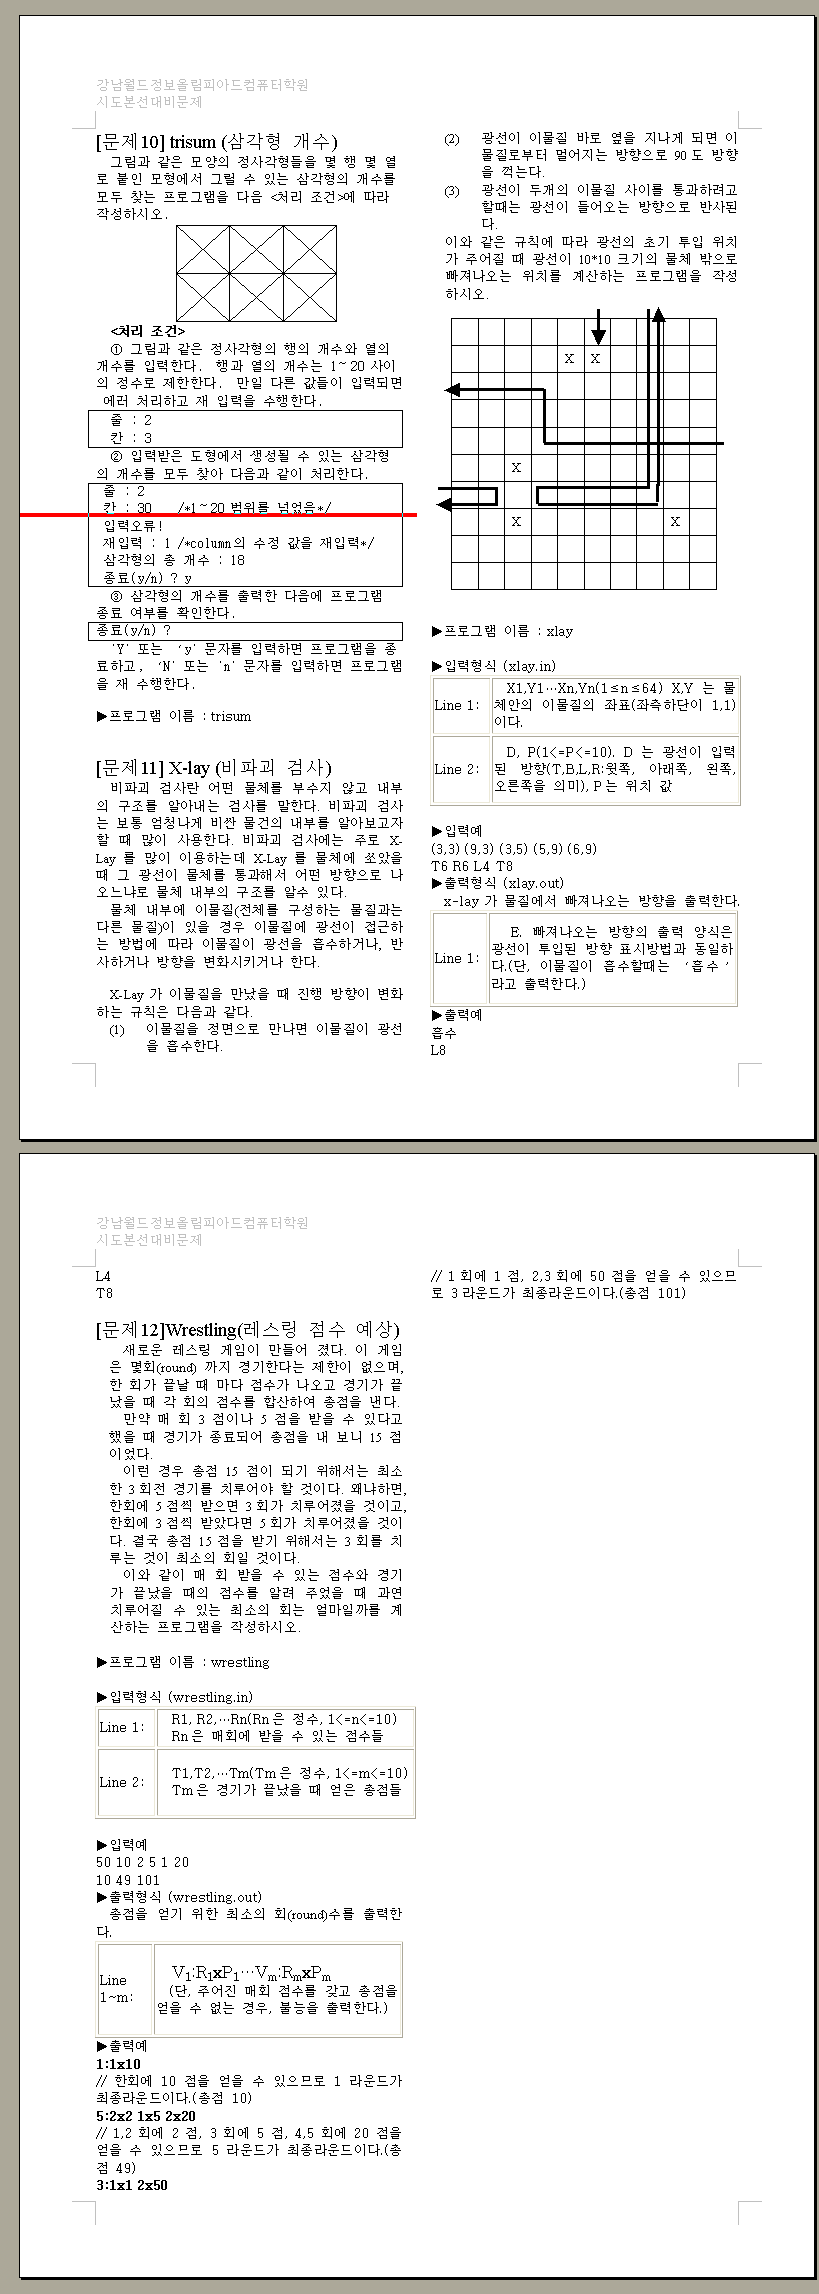 강남월드정보올림피아드컴퓨터학원
시도본선대비문제
[문제10] trisum (삼각형 개수)
그림과 같은 모양의 정사각형들을 몇 행 몇 열
로 붙인 모형에서 그릴 수 있는 삼각형의 개수를
모두 찾는 프로그램을 다음 <처리 조건>에 따라
작성하시오.
<처리 조건>
① 그림과 같은 정사각형의 행의 개수와 열의
개수를 입력한다. 행과 열의 개수는 1~20 사이
의 정수로 제한한다. 만일 다른 값들이 입력되면
에러 처리하고 재 입력을 수행한다.
줄 : 2
칸 : 3
② 입력받은 도형에서 생성될 수 있는 삼각형
의 개수를 모두 찾아 다음과 같이 처리한다.
줄 : 2
칸 : 30 /*1~20 범위를 넘었음*/
입력오류!
재입력 : 1 /*column의 수정 값을 재입력*/
삼각형의 총 개수 : 18
종료(y/n) ? y
③ 삼각형의 개수를 출력한 다음에 프로그램
종료 여부를 확인한다.
종료(y/n) ?
'Y' 또는 ‘y' 문자를 입력하면 프로그램을 종
료하고, ‘N' 또는 'n' 문자를 입력하면 프로그램
을 재 수행한다.
▶프로그램 이름 : trisum
[문제11] X-lay (비파괴 검사)
비파괴 검사란 어떤 물체를 부수지 않고 내부
의 구조를 알아내는 검사를 말한다. 비파괴 검사
는 보통 엄청나게 비싼 물건의 내부를 알아보고자
할 때 많이 사용한다. 비파괴 검사에는 주로 X-
Lay 를 많이 이용하는데 X-Lay 를 물체에 쏘았을
때 그 광선이 물체를 통과해서 어떤 방향으로 나
오느냐로 물체 내부의 구조를 알수 있다.
물체 내부에 이물질(전체를 구성하는 물질과는
다른 물질)이 있을 경우 이물질에 광선이 접근하
는 방법에 따라 이물질이 광선을 흡수하거나, 반
사하거나 방향을 변화시키거나 한다.
X-Lay 가 이물질을 만났을 때 진행 방향이 변화
하는 규칙은 다음과 같다.
(1) 이물질을 정면으로 만나면 이물질이 광선
을 흡수한다.
(2) 광선이 이물질 바로 옆을 지나게 되면 이
물질로부터 멀어지는 방향으로 90 도 방향
을 꺽는다.
(3) 광선이 두개의 이물질 사이를 통과하려고
할때는 광선이 들어오는 방향으로 반사된
다.
이와 같은 규칙에 따라 광선의 초기 투입 위치
가 주어질 때 광선이 10*10 크기의 물체 밖으로
빠져나오는 위치를 계산하는 프로그램을 작성
하시오.
X X
X
X X
▶프로그램 이름 : xlay
▶입력형식 (xlay.in)
Line 1: X1,Y1…Xn,Yn(1≤n≤64) X,Y 는 물
체안의 이물질의 좌표(좌측하단이 1,1)
이다.
Line 2: D, P(1<=P<=10). D 는 광선이 입력
된 방향(T,B,L,R:윗쪽, 아래쪽, 왼쪽,
오른쪽을 의미), P 는 위치 값
▶입력예
(3,3) (9,3) (3,5) (5,9) (6,9)
T6 R6 L4 T8
▶출력형식 (xlay.out)
x-lay 가 물질에서 빠져나오는 방향을 출력한다.
Line 1: E. 빠져나오는 방향의 출력 양식은
광선이 투입된 방향 표시방법과 동일하
다.(단, 이물질이 흡수할때는 ‘흡수’
라고 출력한다.)
▶출력예
흡수
L8
강남월드정보올림피아드컴퓨터학원
시도본선대비문제
L4
T8
[문제12]Wrestling(레스링 점수 예상)
새로운 레스링 게임이 만들어 졌다. 이 게임
은 몇회(round) 까지 경기한다는 제한이 없으며,
한 회가 끝날 때 마다 점수가 나오고 경기가 끝
났을 때 각 회의 점수를 합산하여 총점을 낸다.
만약 매 회 3 점이나 5 점을 받을 수 있다고
했을 때 경기가 종료되어 총점을 내 보니 15 점
이었다.
이런 경우 총점 15 점이 되기 위해서는 최소
한 3 회전 경기를 치루어야 할 것이다. 왜냐하면,
한회에 5 점씩 받으면 3 회가 치루어졌을 것이고,
한회에 3 점씩 받았다면 5 회가 치루어졌을 것이
다. 결국 총점 15 점을 받기 위해서는 3 회를 치
루는 것이 최소의 회일 것이다.
이와 같이 매 회 받을 수 있는 점수와 경기
가 끝났을 때의 점수를 알려 주었을 때 과연
치루어질 수 있는 최소의 회는 얼마일까를 계
산하는 프로그램을 작성하시오.
▶프로그램 이름 : wrestling
▶입력형식 (wrestling.in)
Line 1: R1, R2,…Rn(Rn 은 정수, 1<=n<=10)
Rn 은 매회에 받을 수 있는 점수들
Line 2: T1,T2,…Tm(Tm 은 정수, 1<=m<=10)
Tm 은 경기가 끝났을 때 얻은 총점들
▶입력예
50 10 2 5 1 20
10 49 101
▶출력형식 (wrestling.out)
총점을 얻기 위한 최소의 회(round)수를 출력한
다.
Line 1~m: V1:R1xP1…Vm:RmxPm
(단, 주어진 매회 점수를 갖고 총점을
얻을 수 없는 경우, 불능을 출력한다.)
▶출력예
1:1x10
// 한회에 10 점을 얻을 수 있으므로 1 라운드가
최종라운드이다.(총점 10)
5:2x2 1x5 2x20
// 1,2 회에 2 점, 3 회에 5 점, 4,5 회에 20 점을
얻을 수 있으므로 5 라운드가 최종라운드이다.(총
점 49)
3:1x1 2x50
// 1 회에 1 점, 2,3 회에 50 점을 얻을 수 있으므
로 3 라운드가 최종라운드이다.(총점 101)